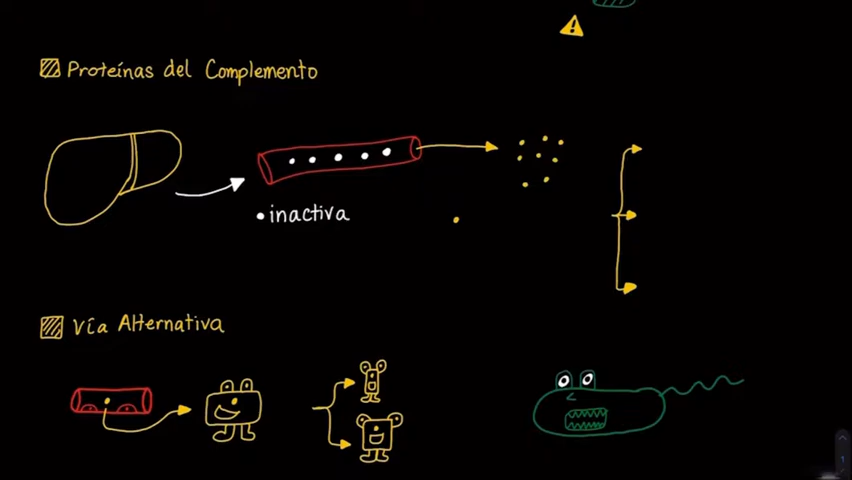 Proteínas del Complemento
•inactiva
Vía Alternativa